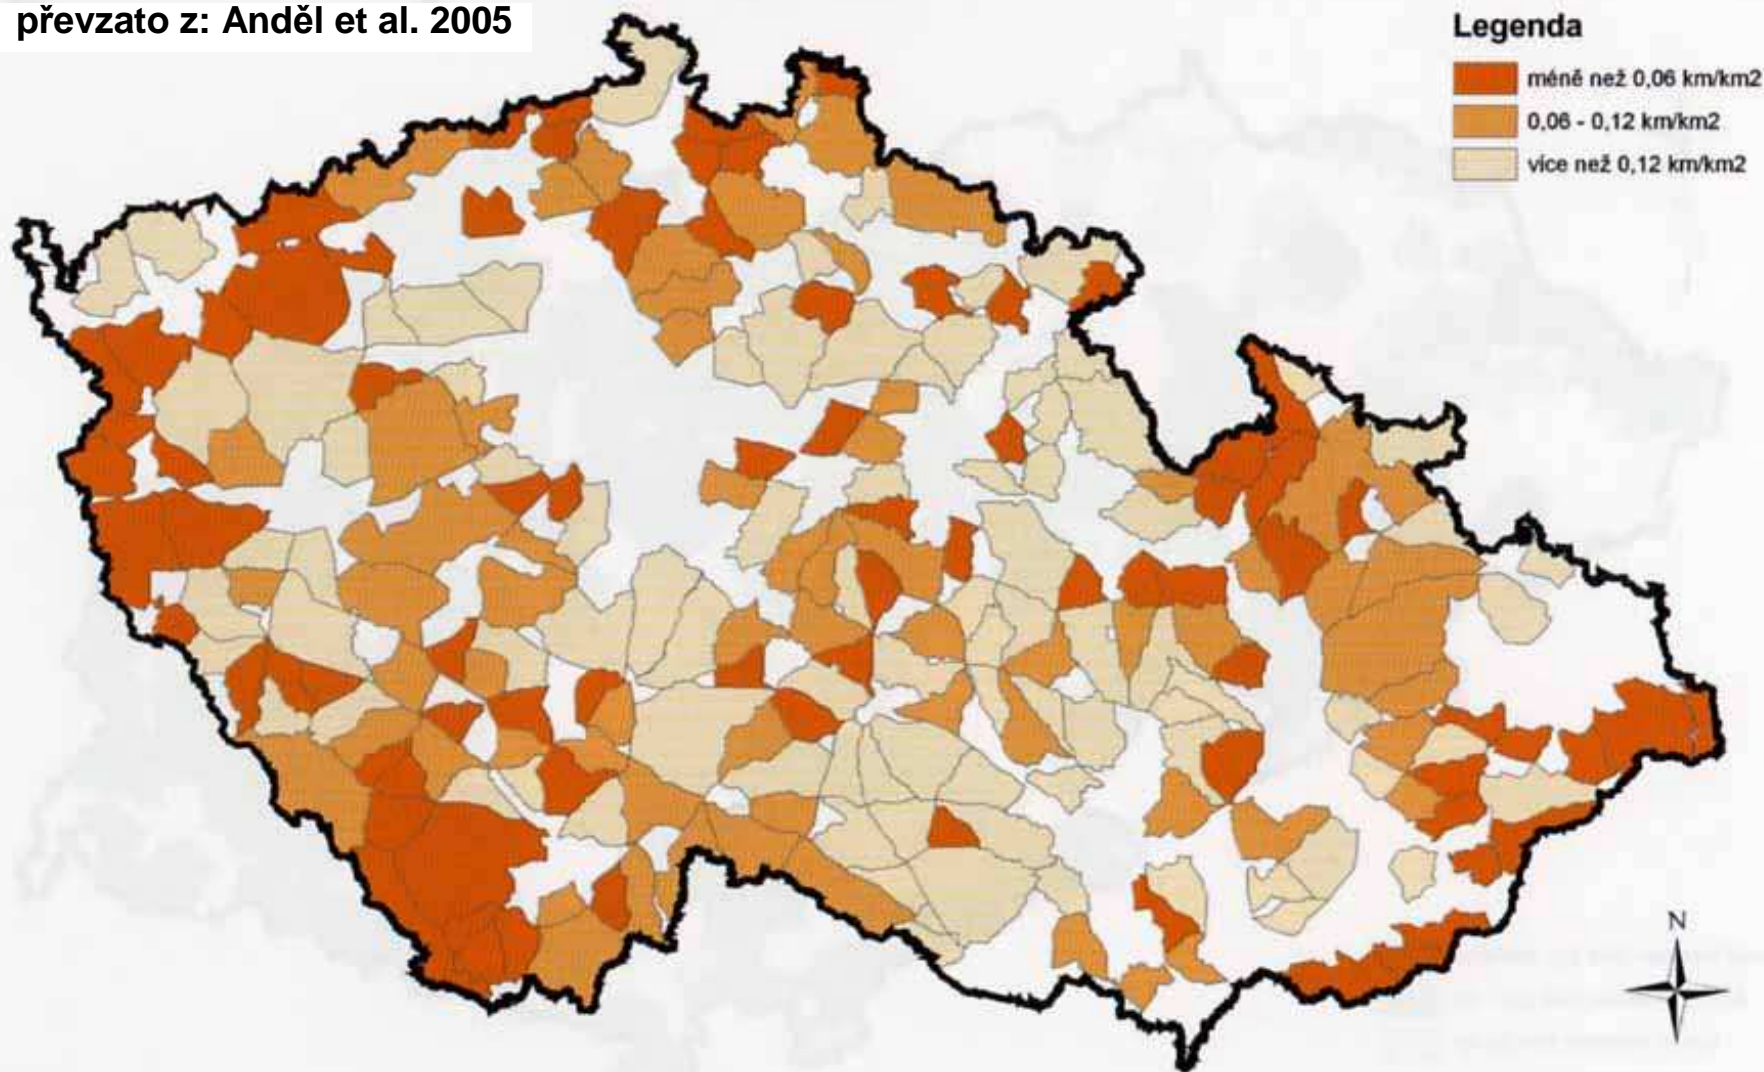 převzato z: Anděl et al. 2005
Legenda
méně než 0,06 km/km2
0,06 - 0,12 km/km2
více než 0,12 km/km2
N